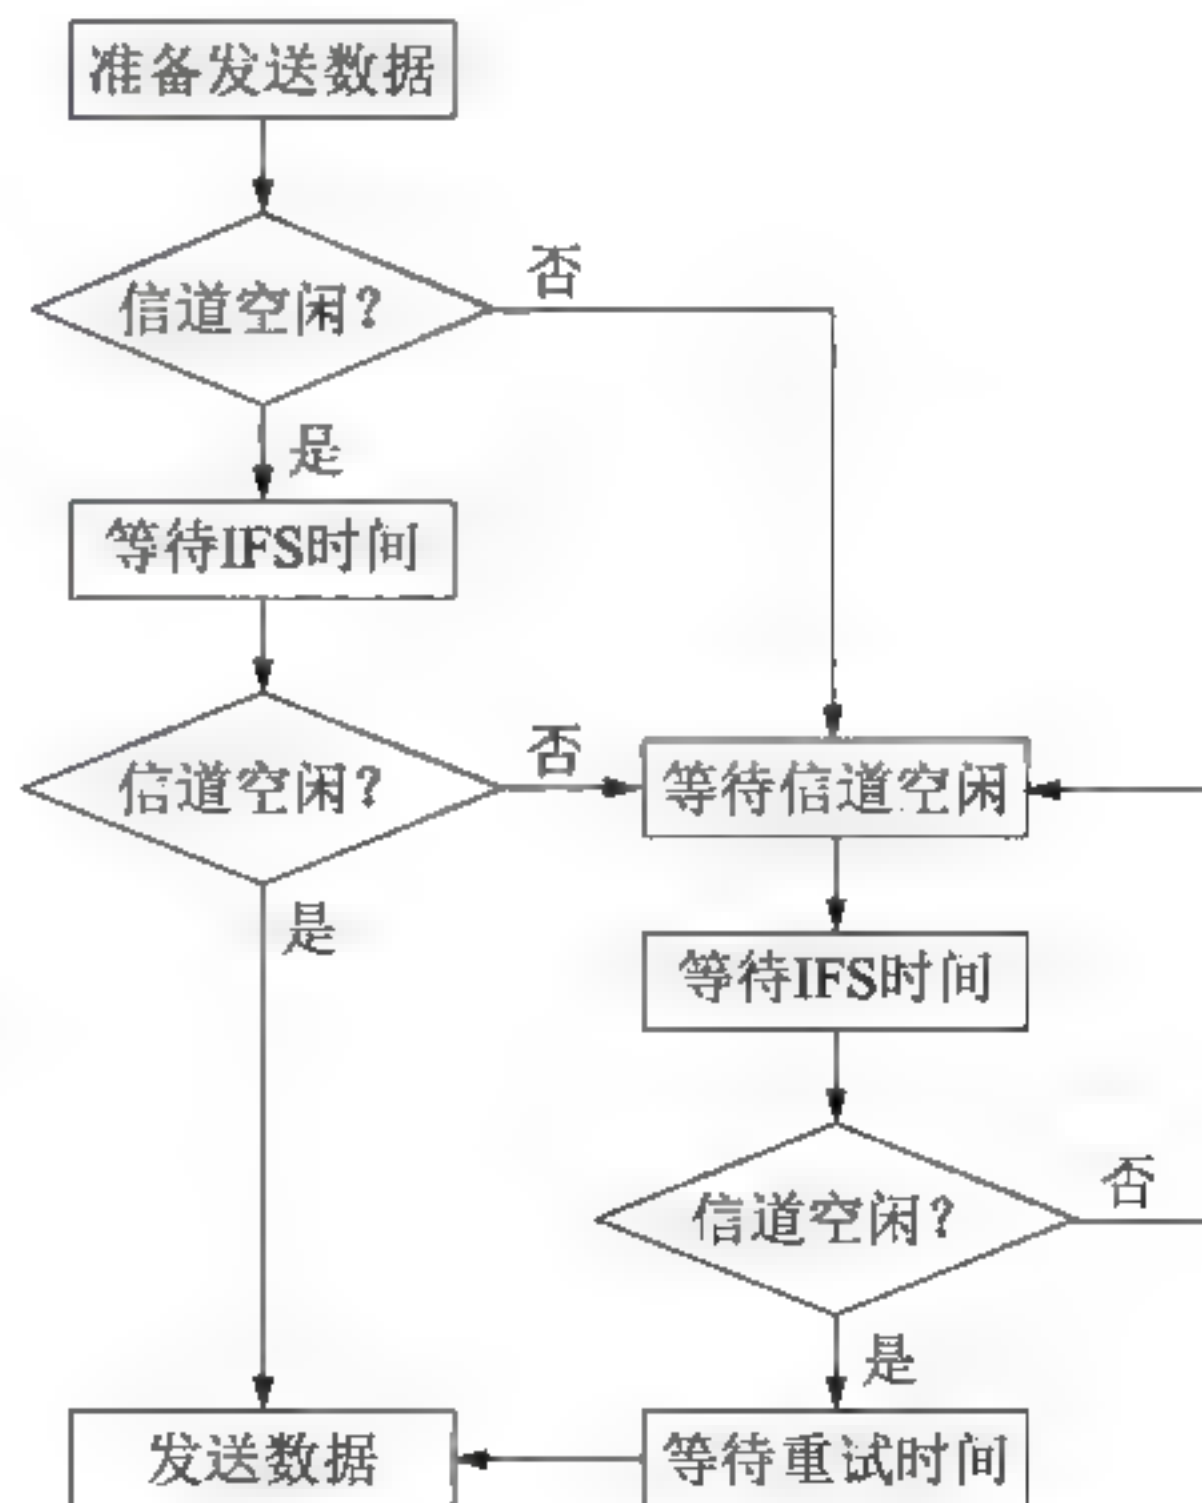 准备发送数据
信道空闲?
否
是
等待IFS时间
信道空闲?
否
等待信道空闲
是
等待IFS时间
信道空闲?
否
是
发送数据
等待重试时间